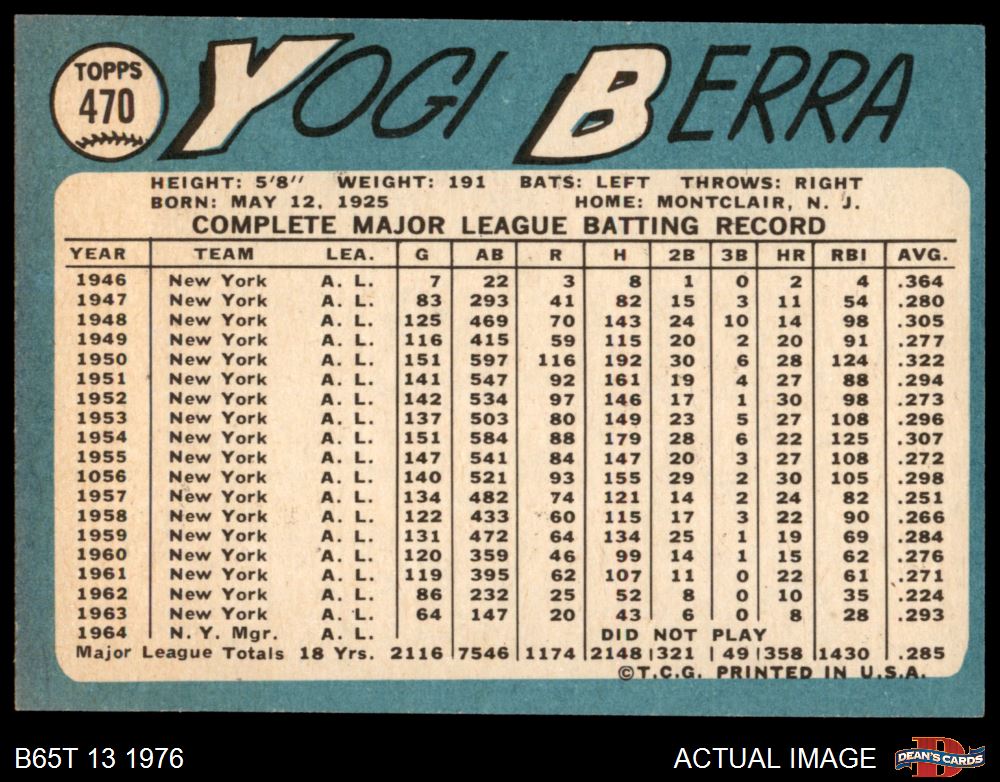 TOPPS
470
YOGI BERRA
HEIGHT: 5'8" WEIGHT: 191 BATS: LEFT THROWS: RIGHT
BORN: MAY 12, 1925 HOME: MONTCLAIR, N. J.
COMPLETE MAJOR LEAGUE BATTING RECORD
YEAR TEAM LEA. G AB R H 2B 3B HR RBI AVG.
1946 New York A. L. 7 22 3 8 1 0 2 4 .364
1947 New York A. L. 83 293 41 82 15 3 11 54 .280
1948 New York A. L. 125 469 70 143 24 10 14 98 .305
1949 New York A. L. 116 415 59 115 20 2 20 91 .277
1950 New York A. L. 151 597 116 192 30 6 28 124 .322
1951 New York A. L. 141 547 92 161 19 4 27 88 .294
1952 New York A. L. 142 534 97 146 17 1 30 98 .273
1953 New York A. L. 137 503 80 149 23 5 27 108 .296
1954 New York A. L. 151 584 88 179 28 6 22 125 .307
1955 New York A. L. 147 541 84 147 20 3 27 108 .272
1056 New York A. L. 140 521 93 155 29 2 30 105 .298
1957 New York A. L. 134 482 74 121 14 2 24 82 .251
1958 New York A. L. 122 433 60 115 17 3 22 90 .266
1959 New York A. L. 131 472 64 134 25 1 19 69 .284
1960 New York A. L. 120 359 46 99 14 1 15 62 .276
1961 New York A. L. 119 395 62 107 11 0 22 61 .271
1962 New York A. L. 86 232 25 52 8 0 10 35 .224
1963 New York A. L. 64 147 20 43 6 0 8 28 .293
1964 N. Y. Mgr. A. L. DID NOT PLAY
Major League Totals 18 Yrs. 2116 7546 1174 2148 321 49 358 1430 .285
©T.C.G. PRINTED IN U.S.A.
B65T 13 1976 ACTUAL IMAGE
D
DEAN'S CARDS